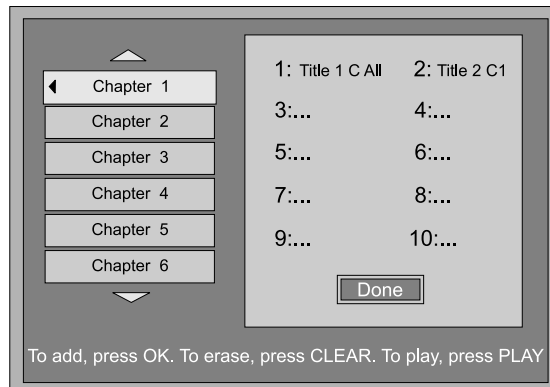 Chapter 1
Chapter 2
Chapter 3
Chapter 4
Chapter 5
Chapter 6
1: Title 1 C All 2: Title 2 C1
3:... 4:...
5:... 6:...
7:... 8:...
9:... 10:...
Done
To add, press OK. To erase, press CLEAR. To play, press PLAY